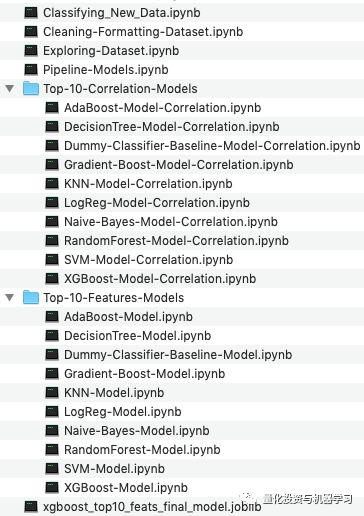 Classifying_New_Data.ipynb
Cleaning-Formatting-Dataset.ipynb
Exploring-Dataset.ipynb
Pipeline-Models.ipynb
Top-10-Correlation-Models
AdaBoost-Model-Correlation.ipynb
DecisionTree-Model-Correlation.ipynb
Dummy-Classifier-Baseline-Model-Correlation.ipynb
Gradient-Boost-Model-Correlation.ipynb
KNN-Model-Correlation.ipynb
LogReg-Model-Correlation.ipynb
Naive-Bayes-Model-Correlation.ipynb
RandomForest-Model-Correlation.ipynb
SVM-Model-Correlation.ipynb
XGBoost-Model-Correlation.ipynb
Top-10-Features-Models
AdaBoost-Model.ipynb
DecisionTree-Model.ipynb
Dummy-Classifier-Baseline-Model.ipynb
Gradient-Boost-Model.ipynb
KNN-Model.ipynb
LogReg-Model.ipynb
Naive-Bayes-Model.ipynb
RandomForest-Model.ipynb
SVM-Model.ipynb
XGBoost-Model.ipynb
量化投资与机器学习
xgboost_top10_feats_final_model.joblib